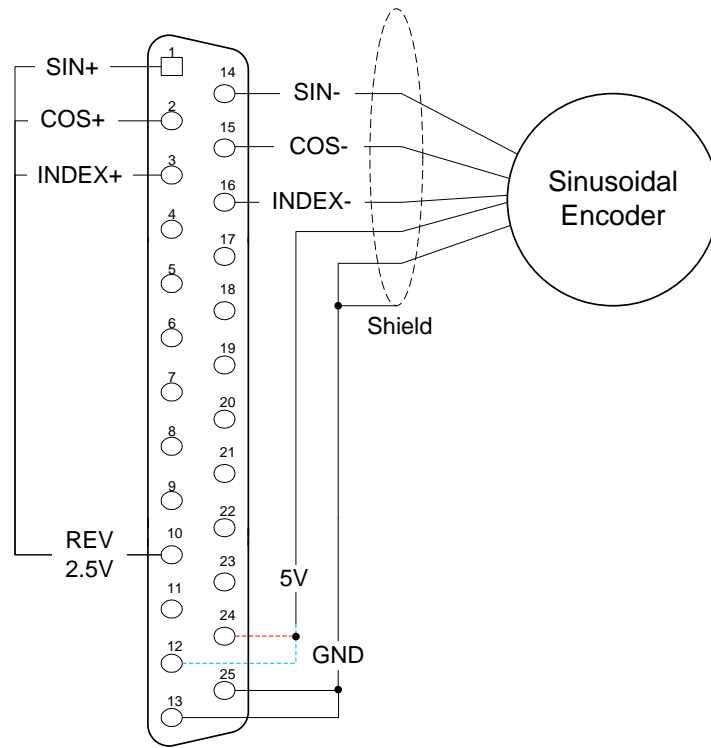 1
SIN+
14
SIN-
2
COS+
15
COS-
3
INDEX+
16
INDEX-
Sinusoidal
Encoder
4
17
5
18
Shield
6
19
7
20
8
21
9
22
10
REV
2.5V
23
5V
11
24
12
GND
25
13